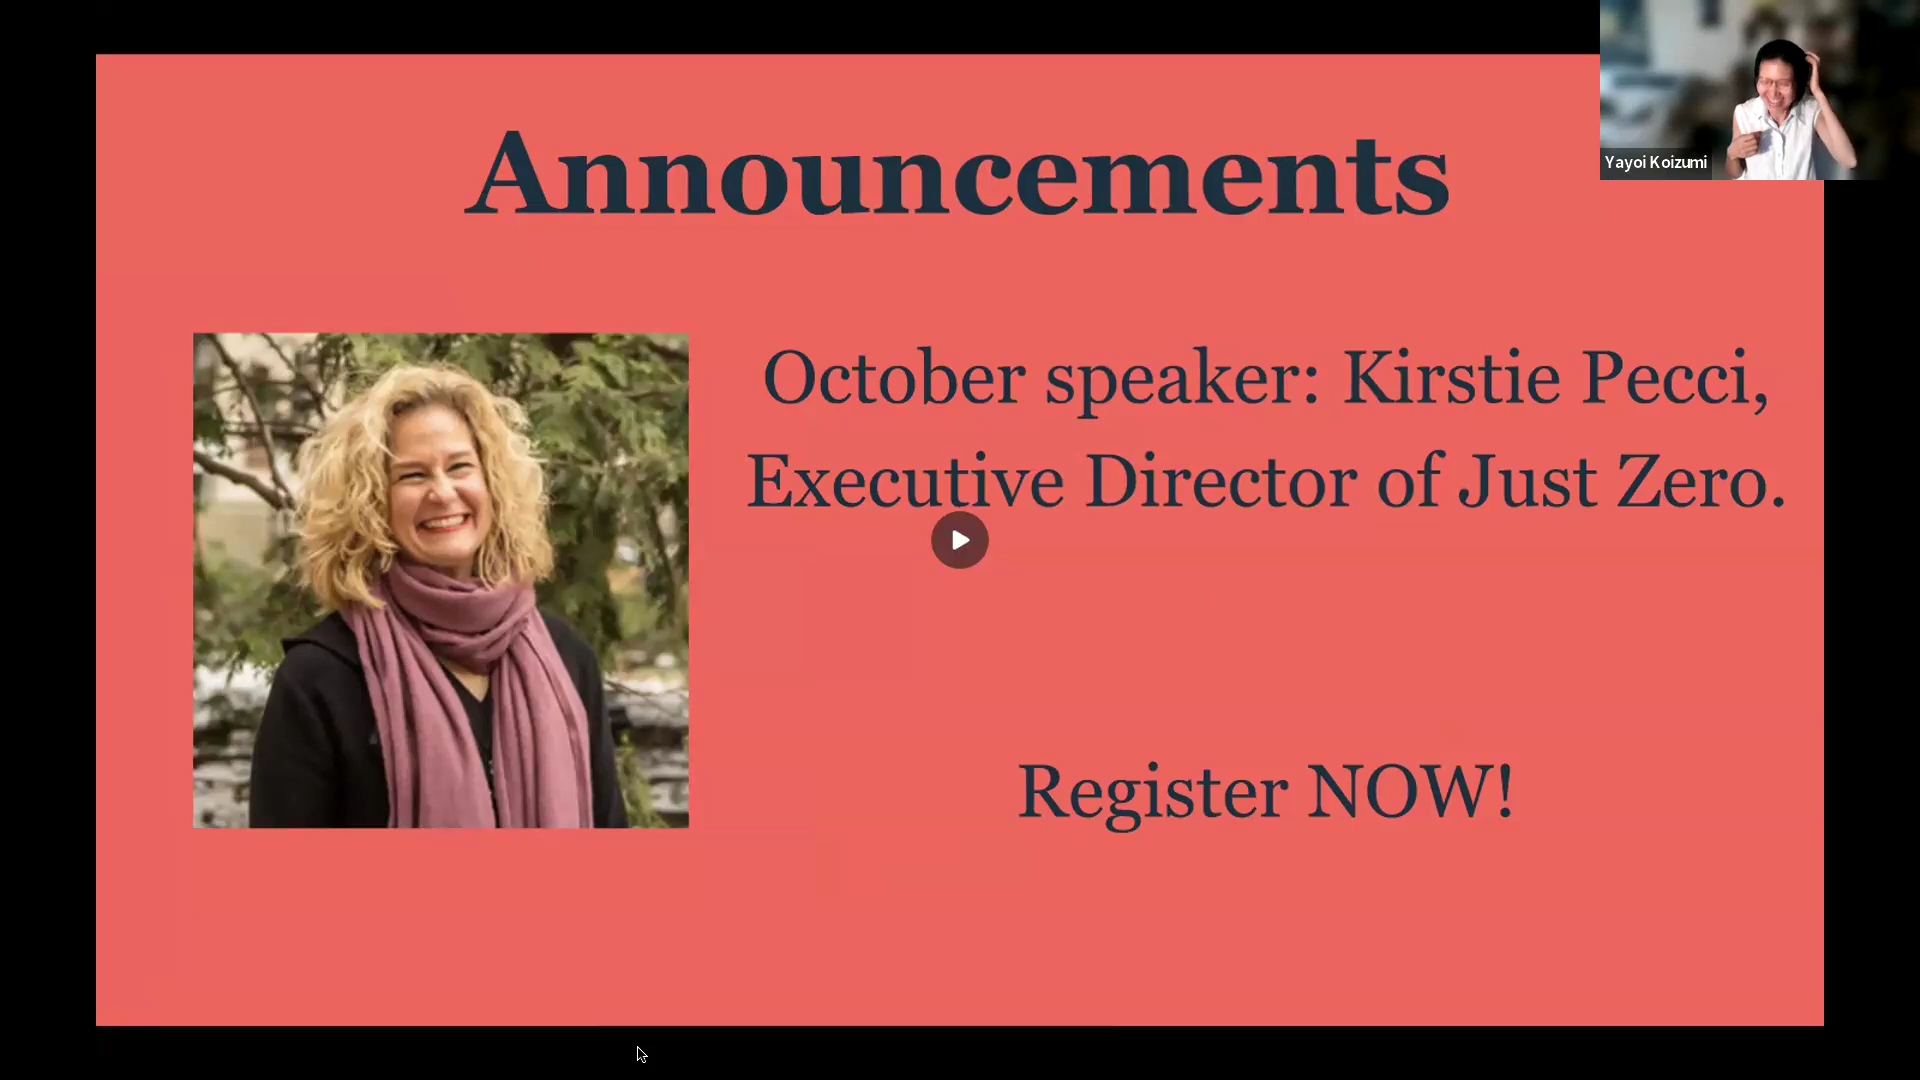 Announcements
Yayoi Koizumi
October speaker: Kirstie Pecci,
Executive Director of Just Zero.
Register NOW!